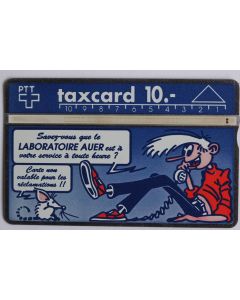 PTT
taxcard 10.-
10 9 8 7 6 5 4 3 2 1
Savez-vous que le
LABORATOIRE AUER est à
votre service à toute heure ?
Carte non
valable pour les
réclamations !!